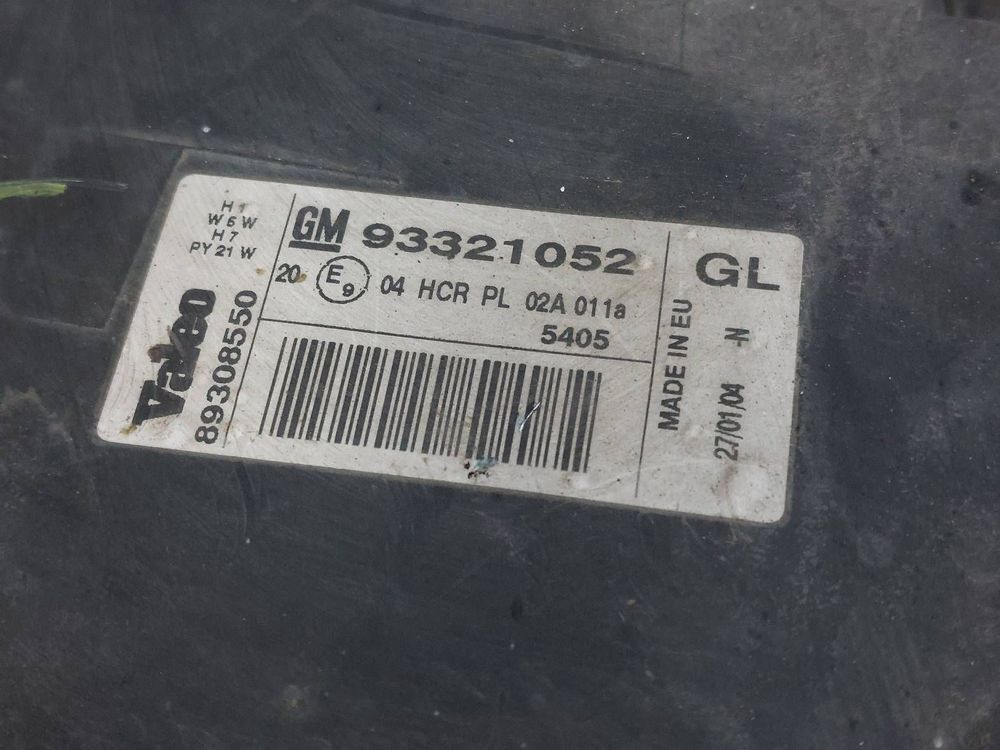 H1
W5W
H7
PY21W
Valeo
89308550
GM 93321052
20 E9 04 HCR PL 02A 011a
5405
GL
MADE IN EU
27/01/04 -N